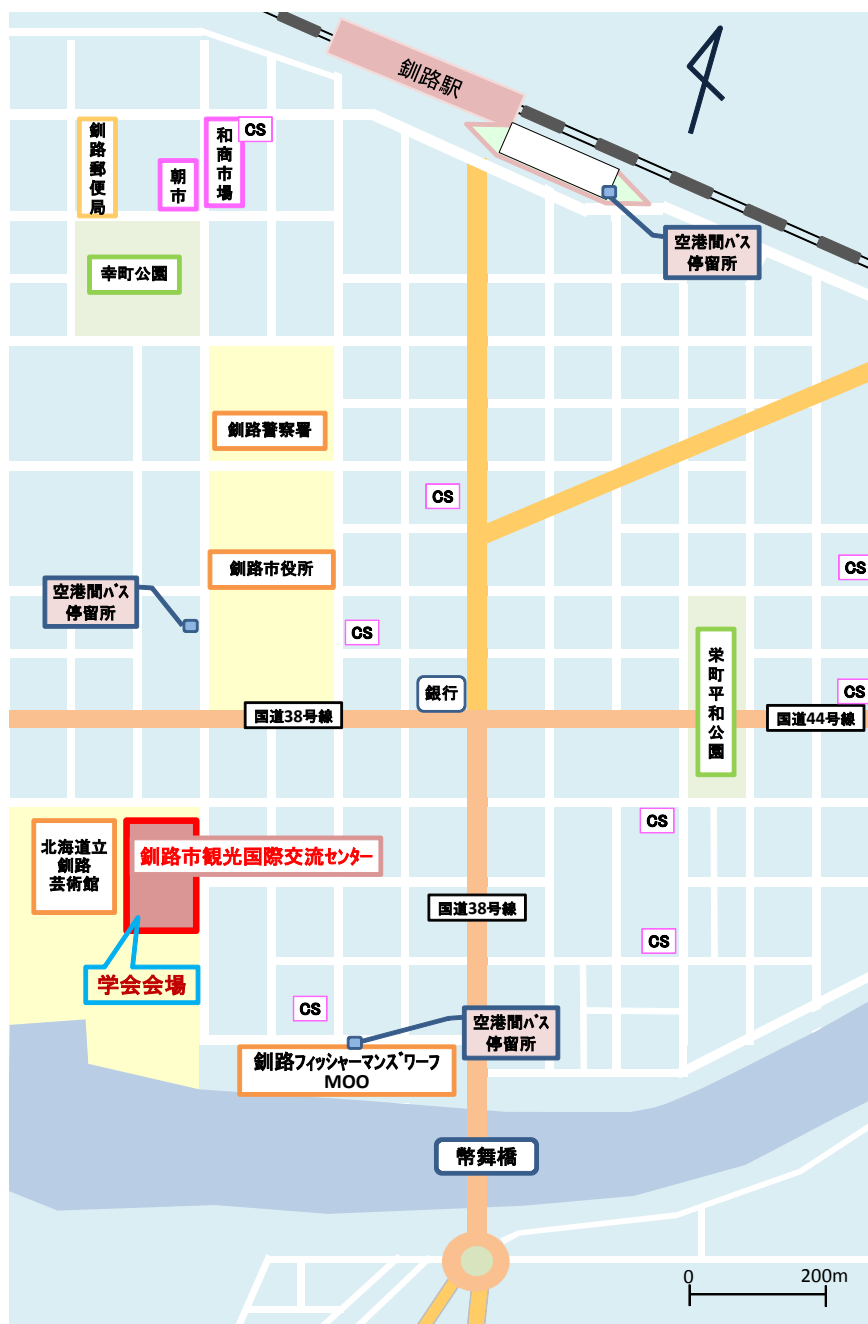 釧路駅
CS
釧路郵便局
朝市
和商市場
空港間バス
停留所
幸町公園
釧路警察署
CS
CS
釧路市役所
空港間バス
停留所
CS
栄町平和公園
銀行
CS
国道38号線
国道44号線
CS
北海道立
釧路
芸術館
釧路市観光国際交流センター
国道38号線
CS
学会会場
CS
空港間バス
停留所
釧路フィッシャーマンズワーフ
MOO
幣舞橋
0
200m